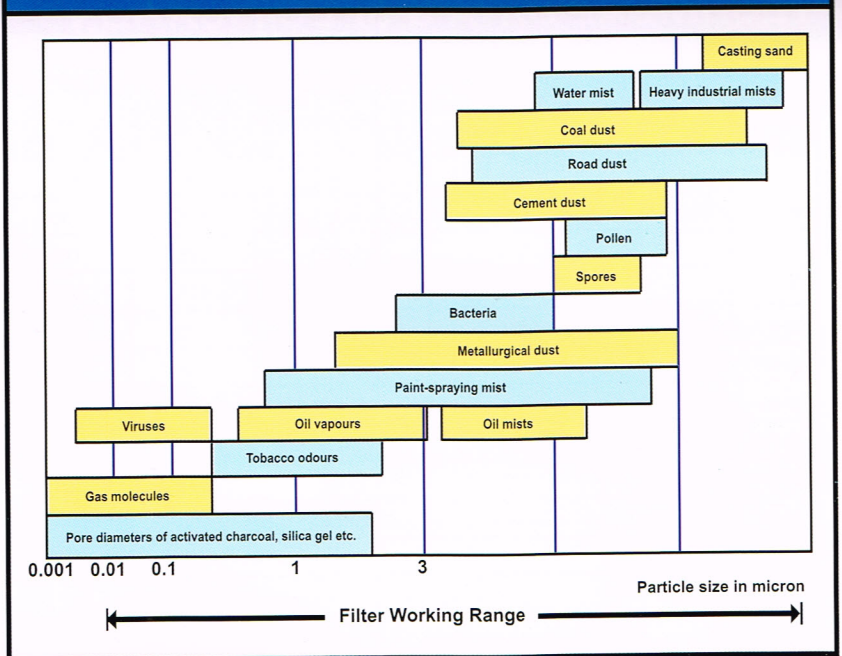 Casting sand
Water mist
Heavy industrial mists
Coal dust
Road dust
Cement dust
Pollen
Spores
Bacteria
Metallurgical dust
Paint-spraying mist
Viruses
Oil vapours
Oil mists
Tobacco odours
Gas molecules
Pore diameters of activated charcoal, silica gel etc.
0.001 0.01 0.1 1 3
Particle size in micron
Filter Working Range